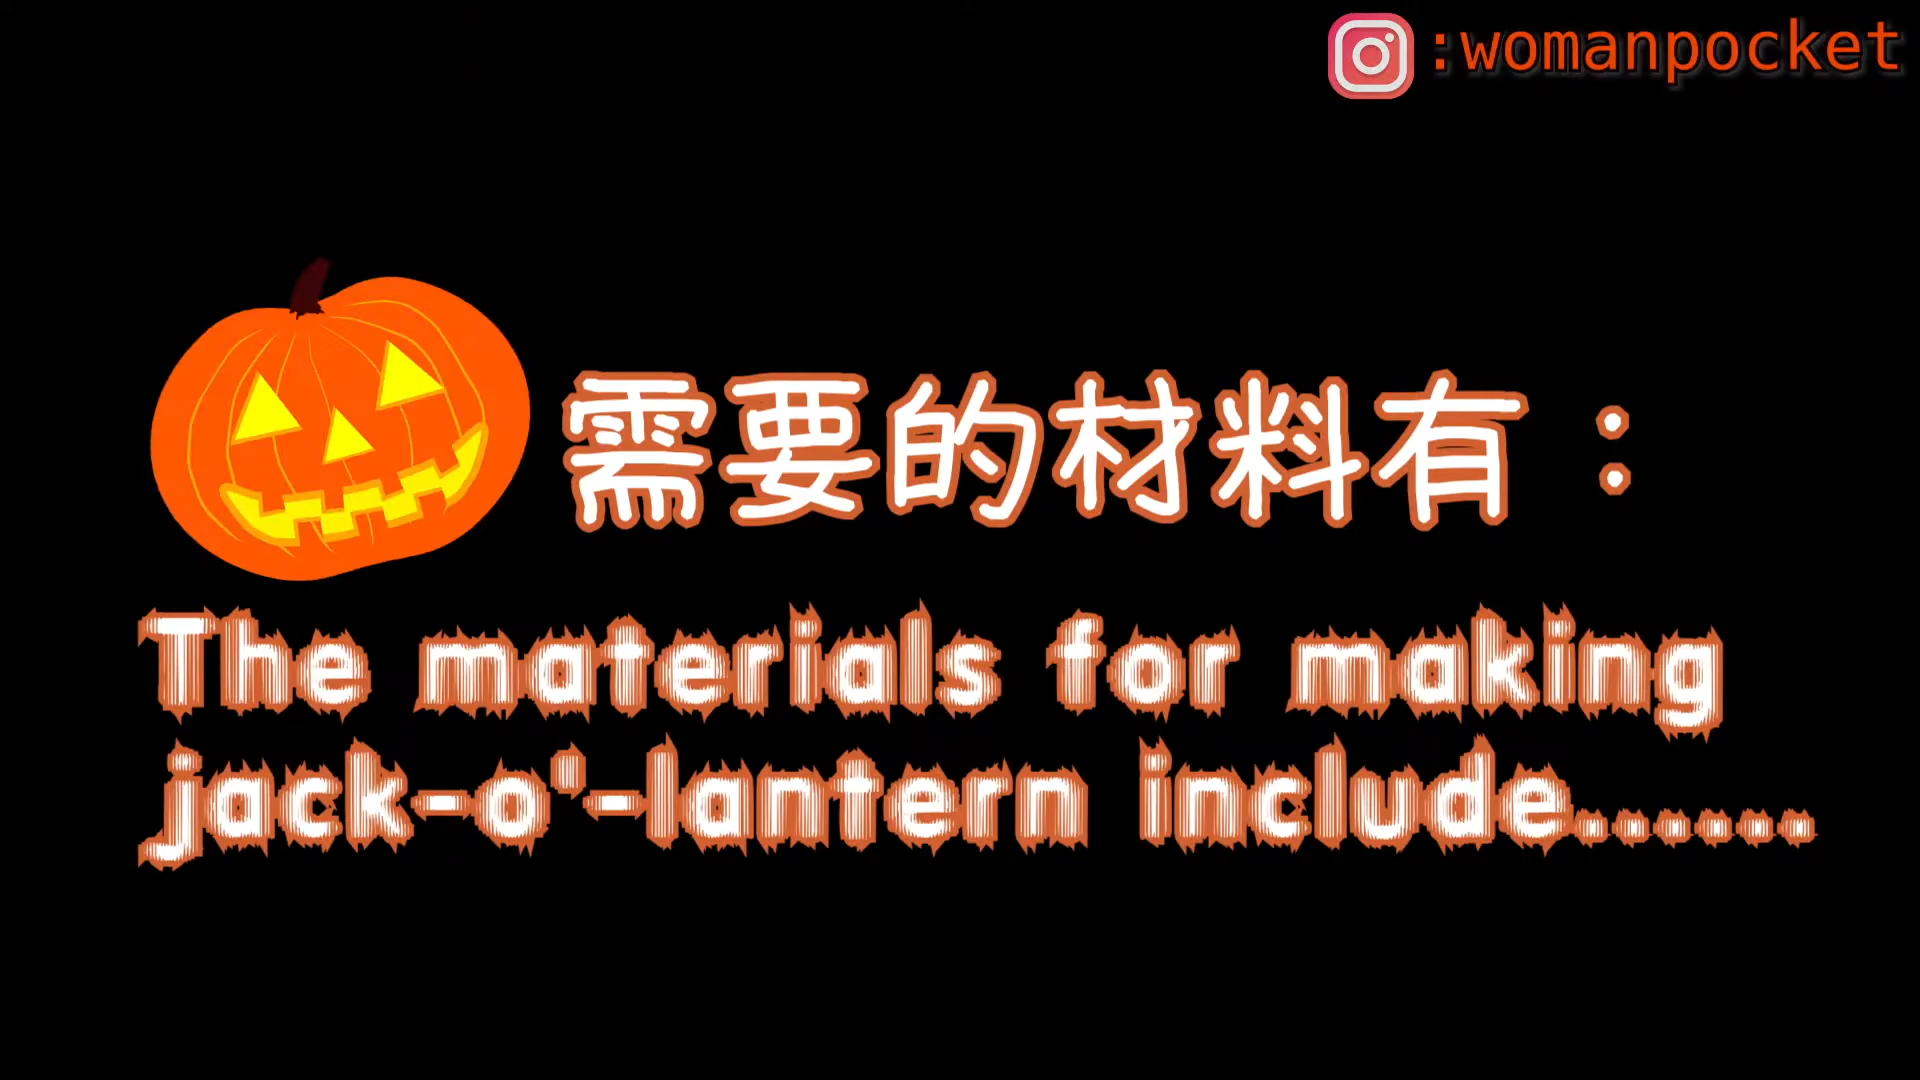 :womanpocket
需要的材料有：
The materials for making
jack-o'-lantern include......